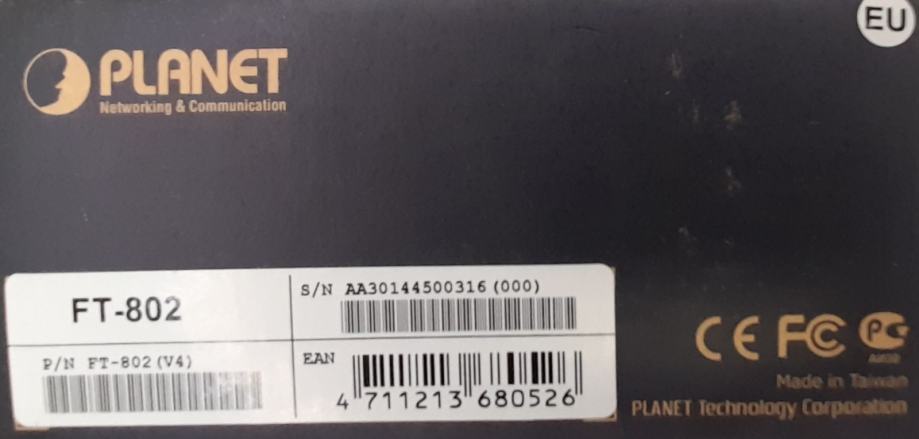 EU
PLANET
Networking & Communication
FT-802
S/N AA30144500316 (000)
P/N FT-802 (V4)
EAN
4 711213 680526
CE FC PG
Made in Taiwan
PLANET Technology Corporation